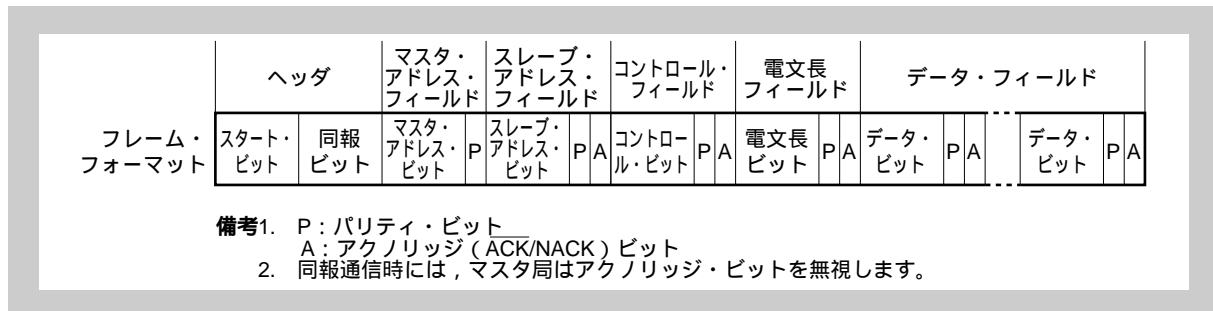 ヘッダ
マスタ・
アドレス・
フィールド
スレーブ・
アドレス・
フィールド
コントロール・
フィールド
電文長
フィールド
データ・フィールド
フレーム・
フォーマット
スタート・
ビット
同報
ビット
マスタ・
アドレス・
ビット
P
スレーブ・
アドレス・
ビット
P
A
コントロー
ル・ビット
P
A
電文長
ビット
P
A
データ・
ビット
P
A
データ・
ビット
P
A
備考1. P:パリティ・ビット
A:アクノリッジ(ACK/NACK)ビット
2. 同報通信時には,マスタ局はアクノリッジ・ビットを無視します。